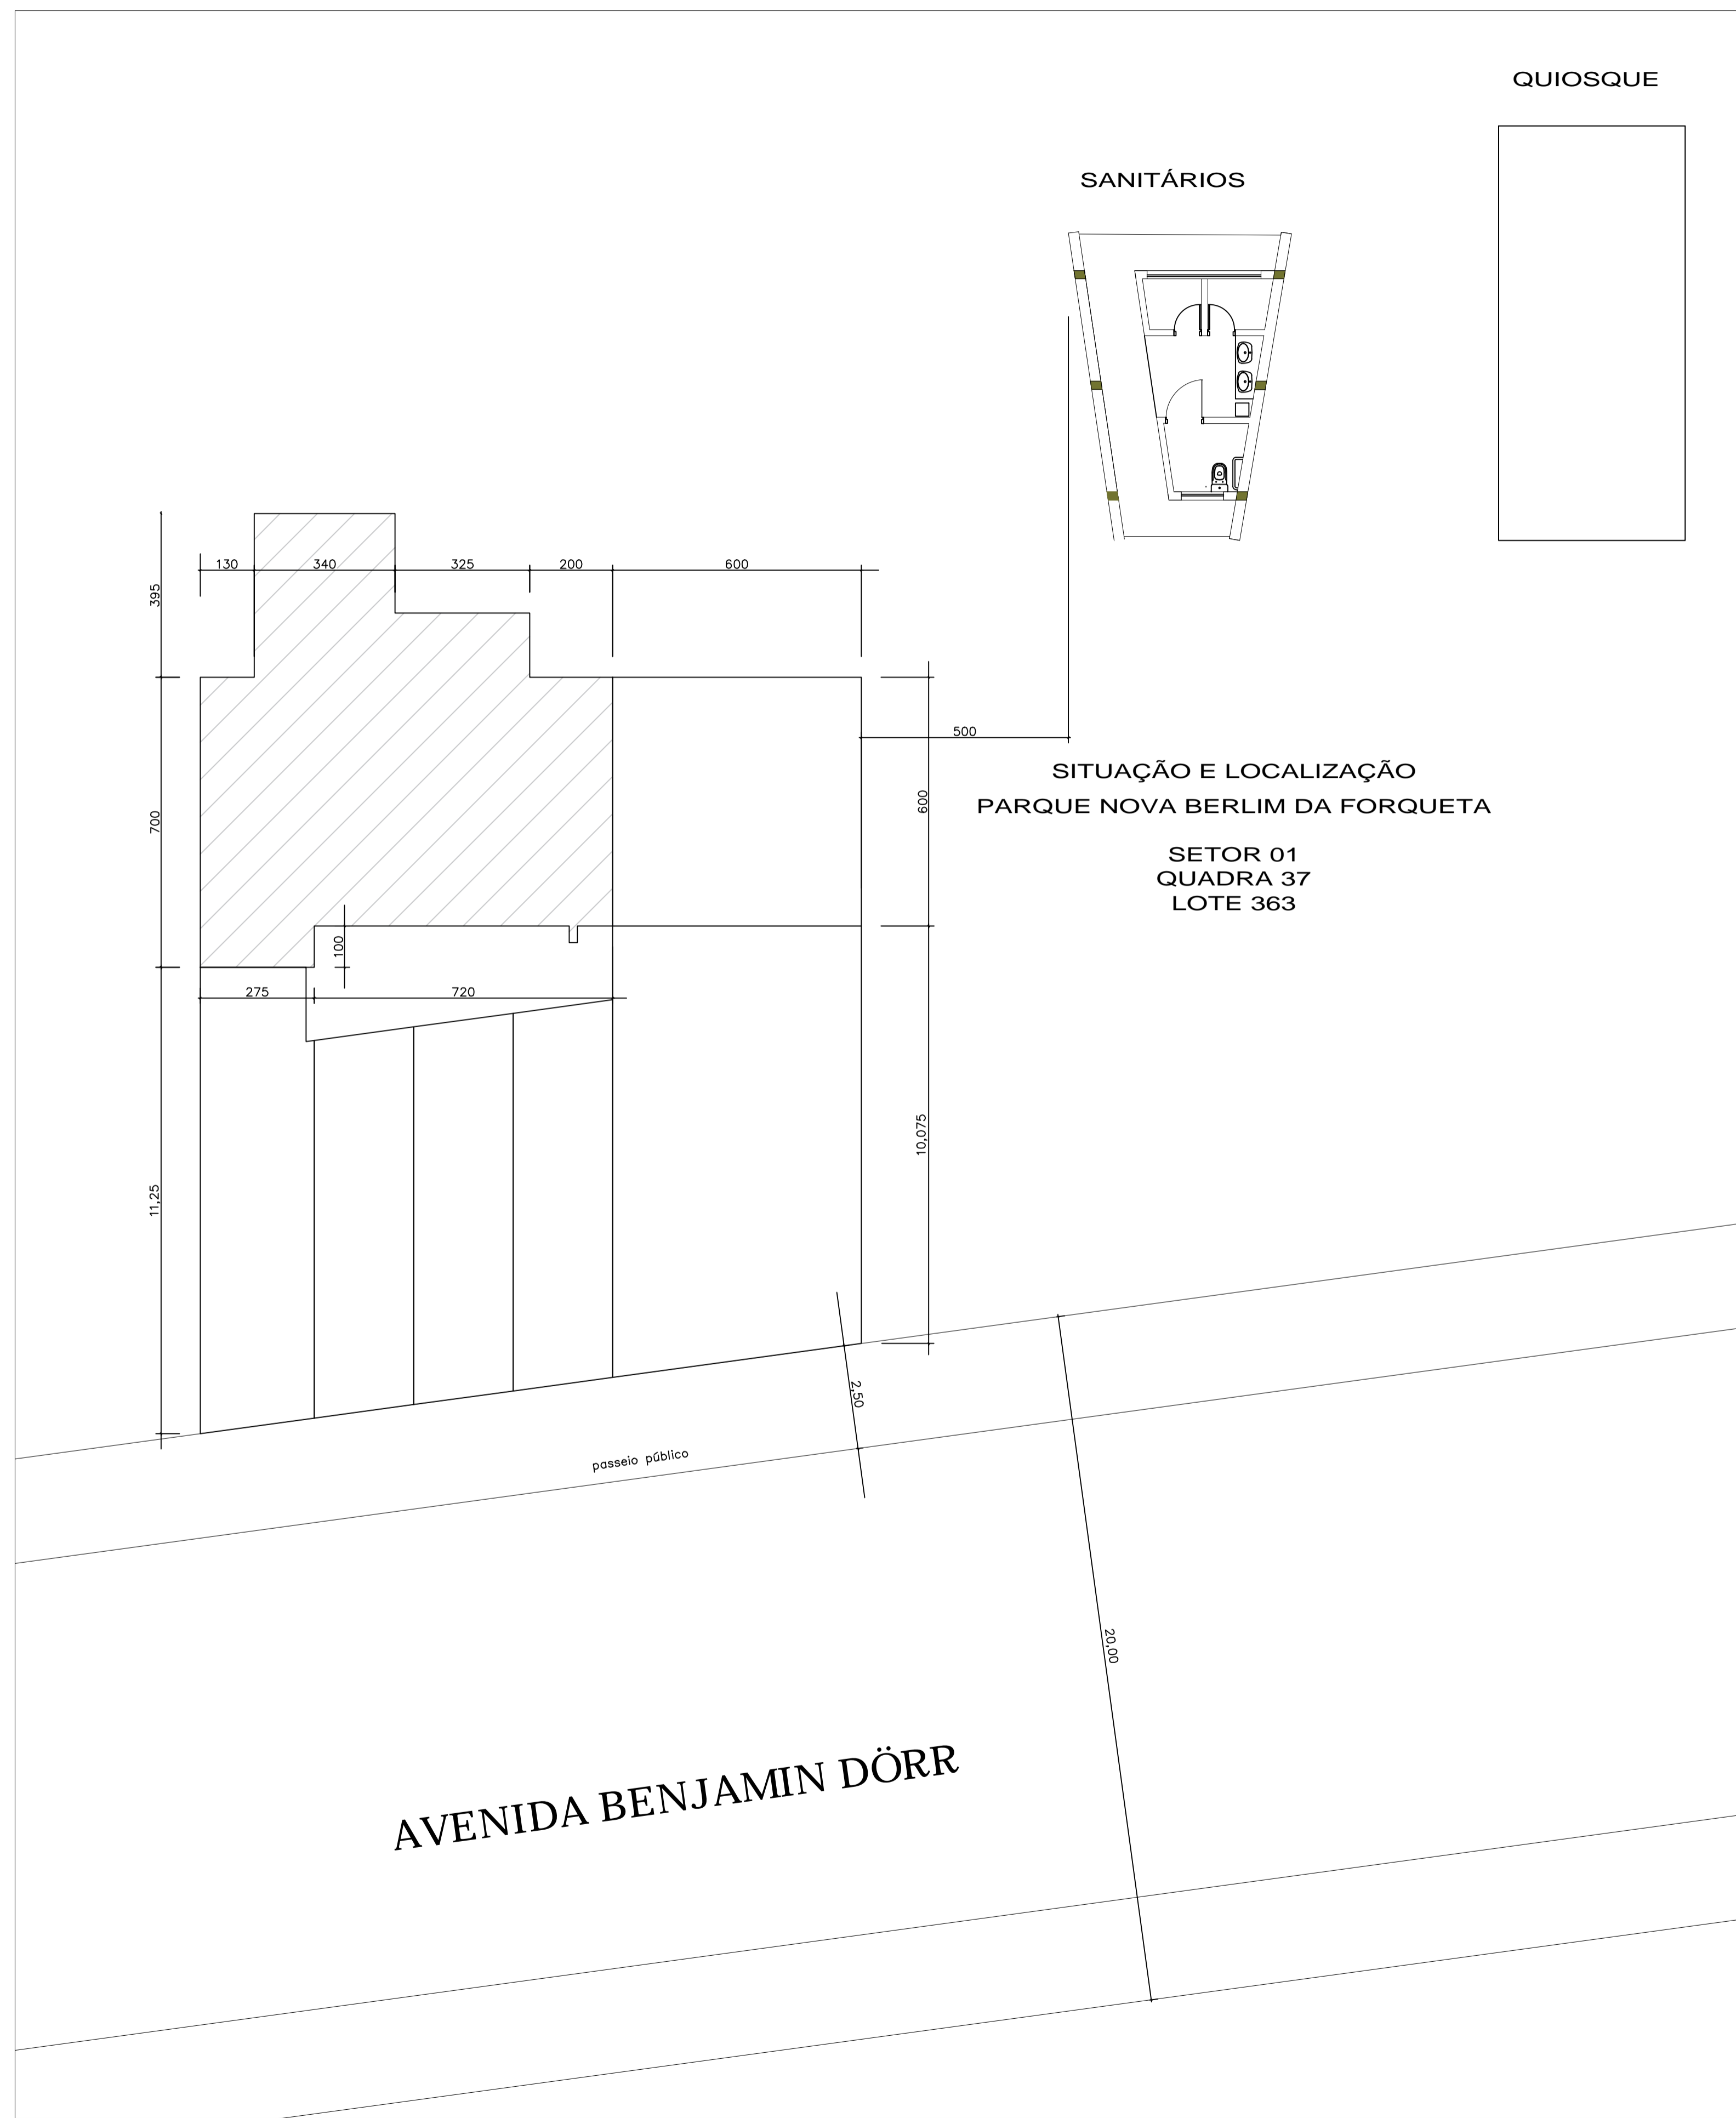 QUIOSQUE
SANITÁRIOS
130
340
325
200
600
395
500
SITUAÇÃO E LOCALIZAÇÃO
PARQUE NOVA BERLIM DA FORQUETA
600
700
SETOR 01
QUADRA 37
LOTE 363
100
275
720
10,075
11,25
2,50
passeio público
20,00
AVENIDA BENJAMIN DÖRR